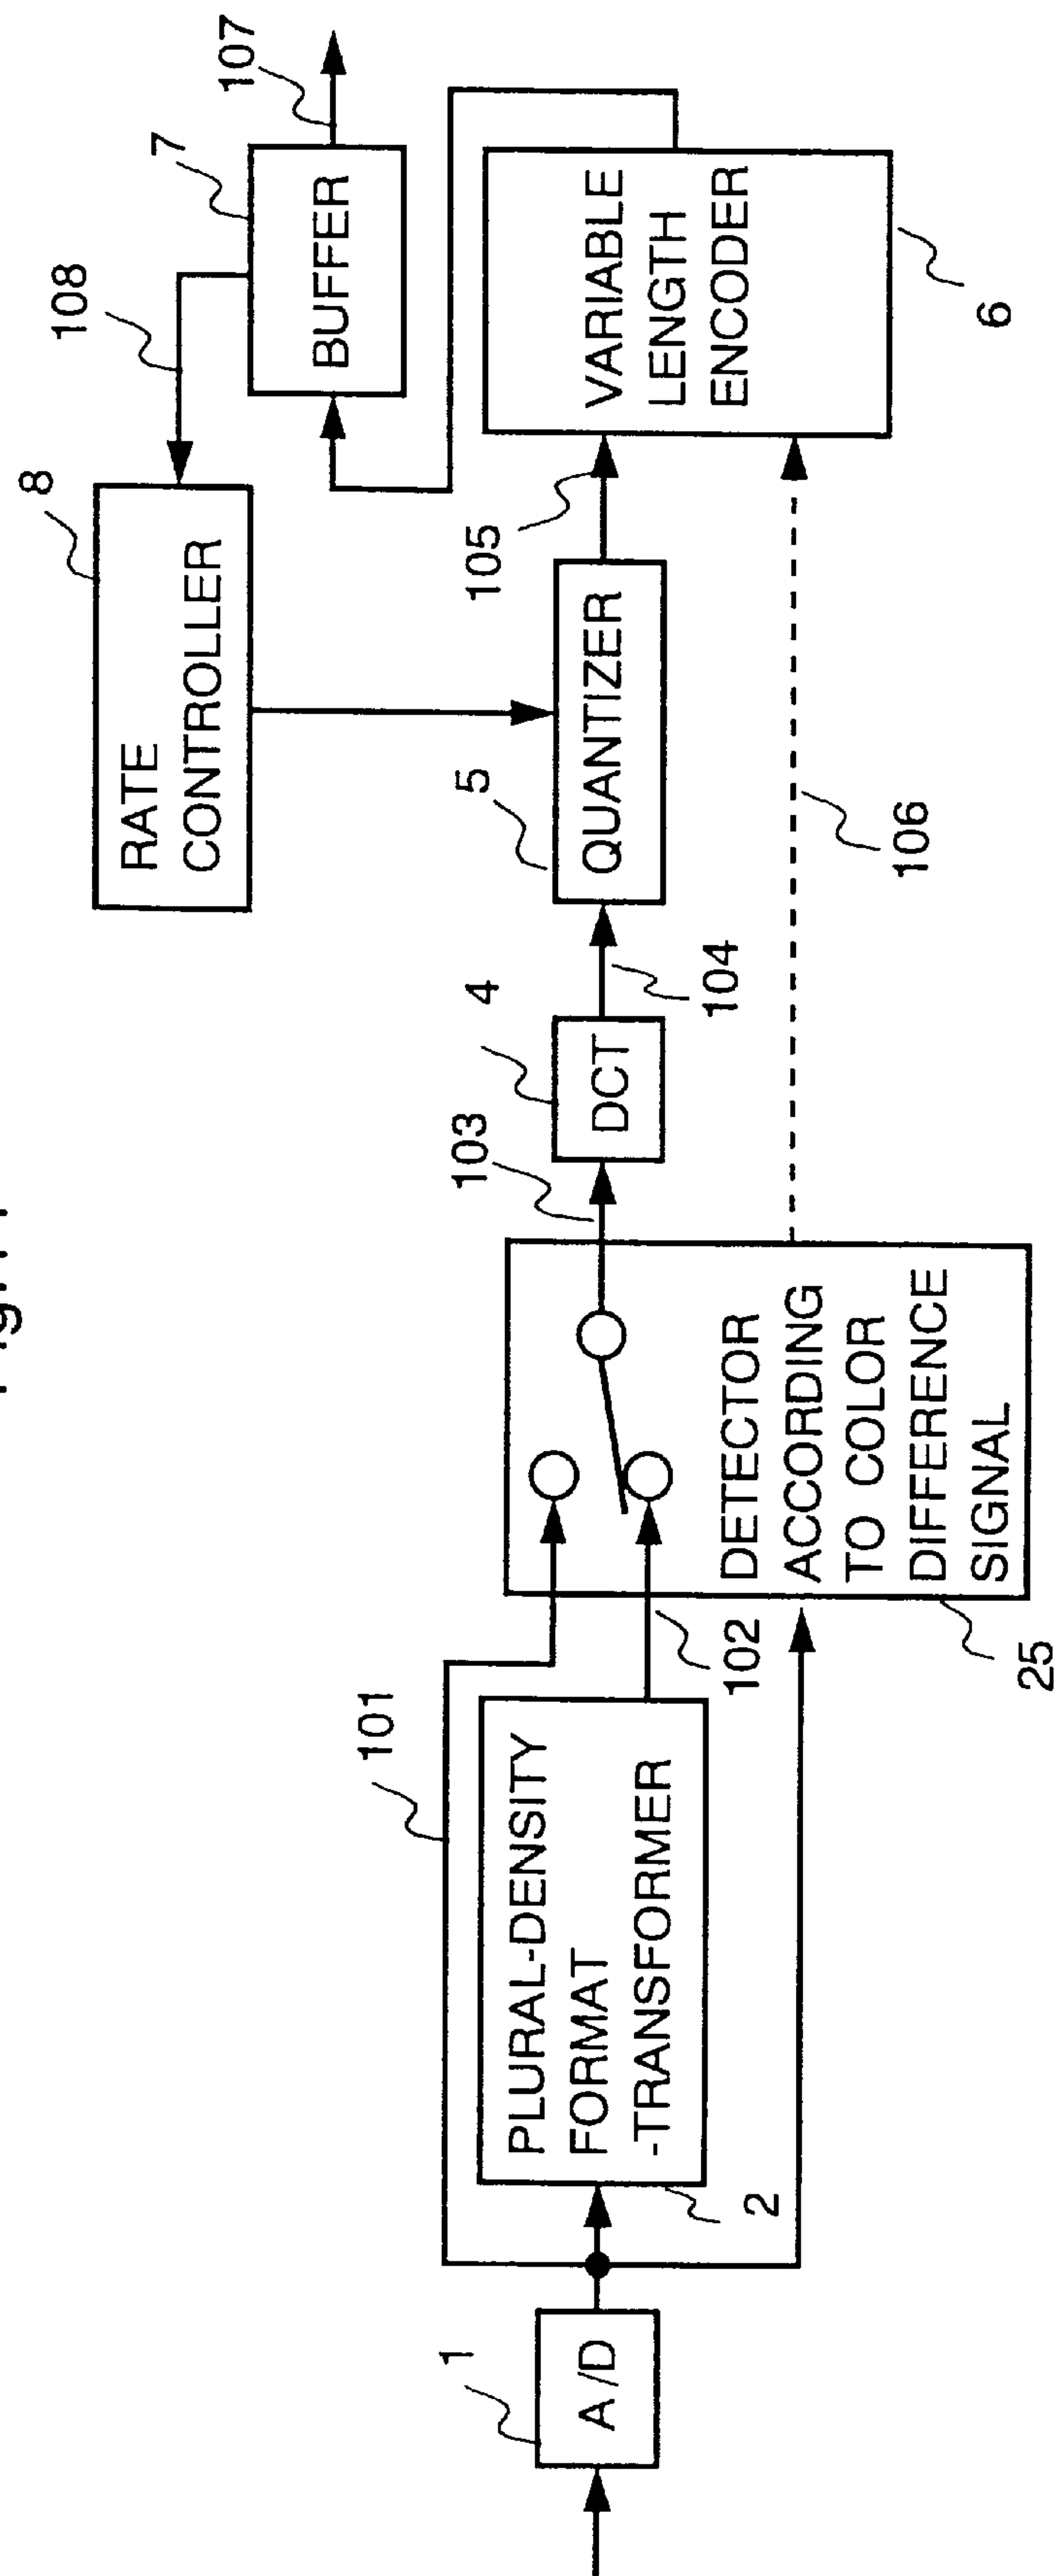 1
A/D
2
PLURAL-DENSITY
FORMAT
-TRANSFORMER
101
102
25
DETECTOR
ACCORDING
TO COLOR
DIFFERENCE
SIGNAL
103
4
DCT
104
106
5
QUANTIZER
105
8
RATE
CONTROLLER
108
7
BUFFER
107
VARIABLE
LENGTH
ENCODER
6